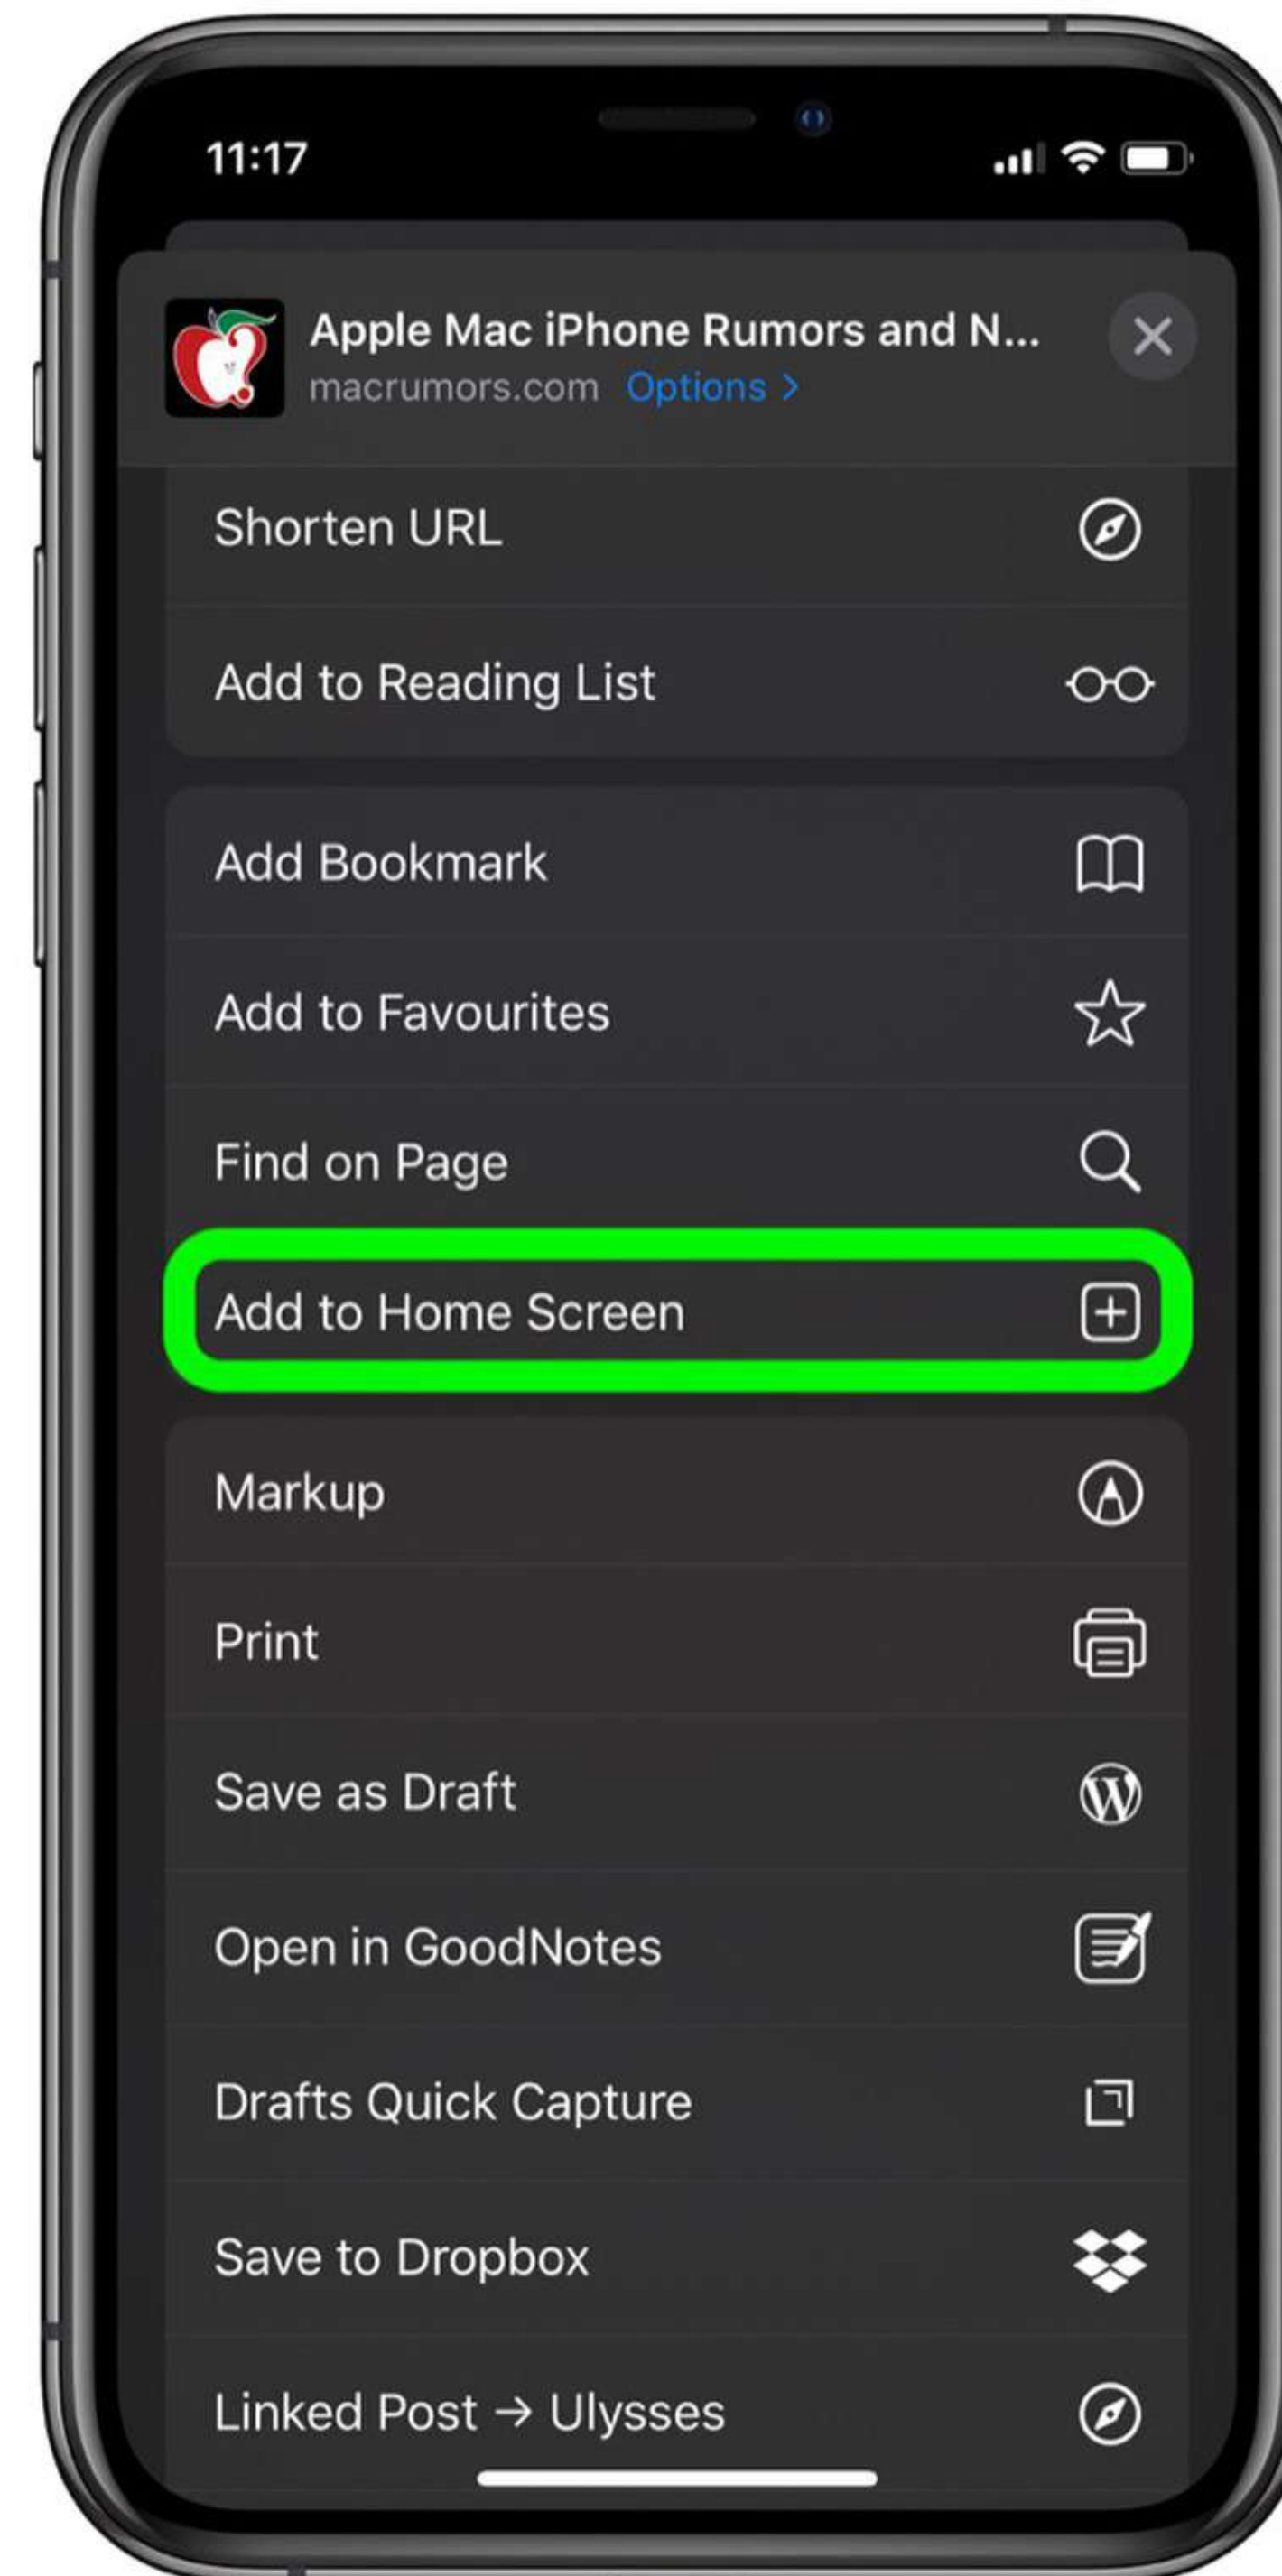 11:17
Apple Mac iPhone Rumors and N...
macrumors.com Options >
Shorten URL
Add to Reading List
Add Bookmark
Add to Favourites
Find on Page
Add to Home Screen
Markup
Print
Save as Draft
Open in GoodNotes
Drafts Quick Capture
Save to Dropbox
Linked Post → Ulysses